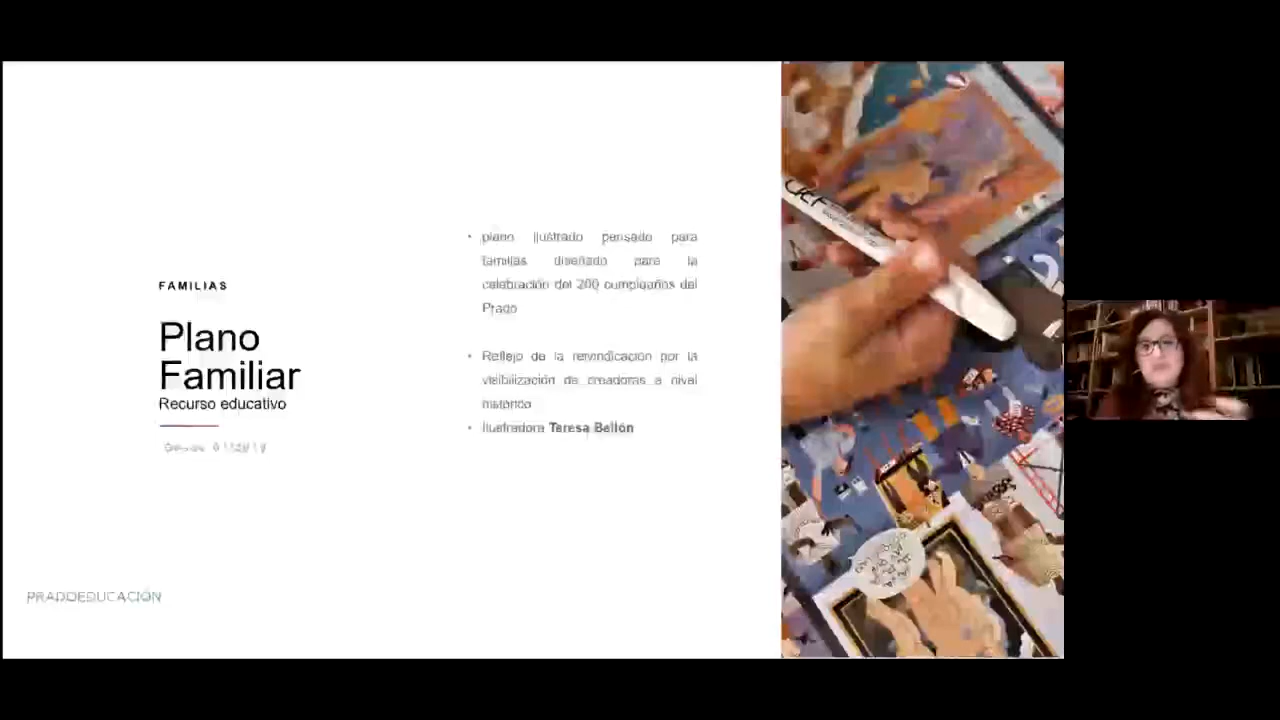 FAMILIAS
Plano
Familiar
Recurso educativo
PRADOEDUCACIÓN
• plano ilustrado pensado para
familias diseñado para la
celebración del 200 cumpleaños del
Prado
• Reflejo de la reivindicación por la
visibilización de creadoras a nivel
histórico
• Ilustradora Teresa Bellón